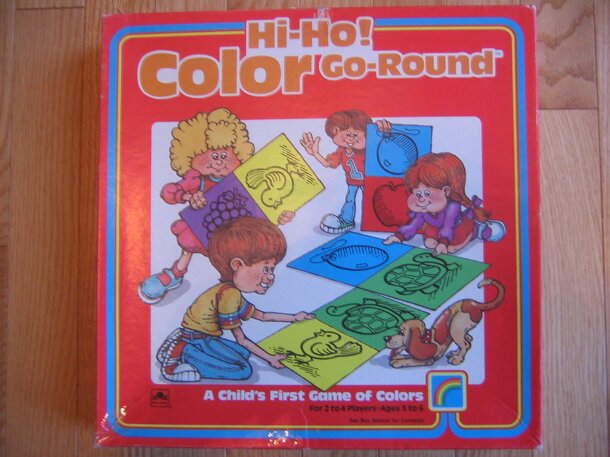 Hi-Ho!
Color Go-Round™
1
A Child's First Game of Colors
For 2 to 4 Players · Ages 3 to 6
See Box Bottom for Contents